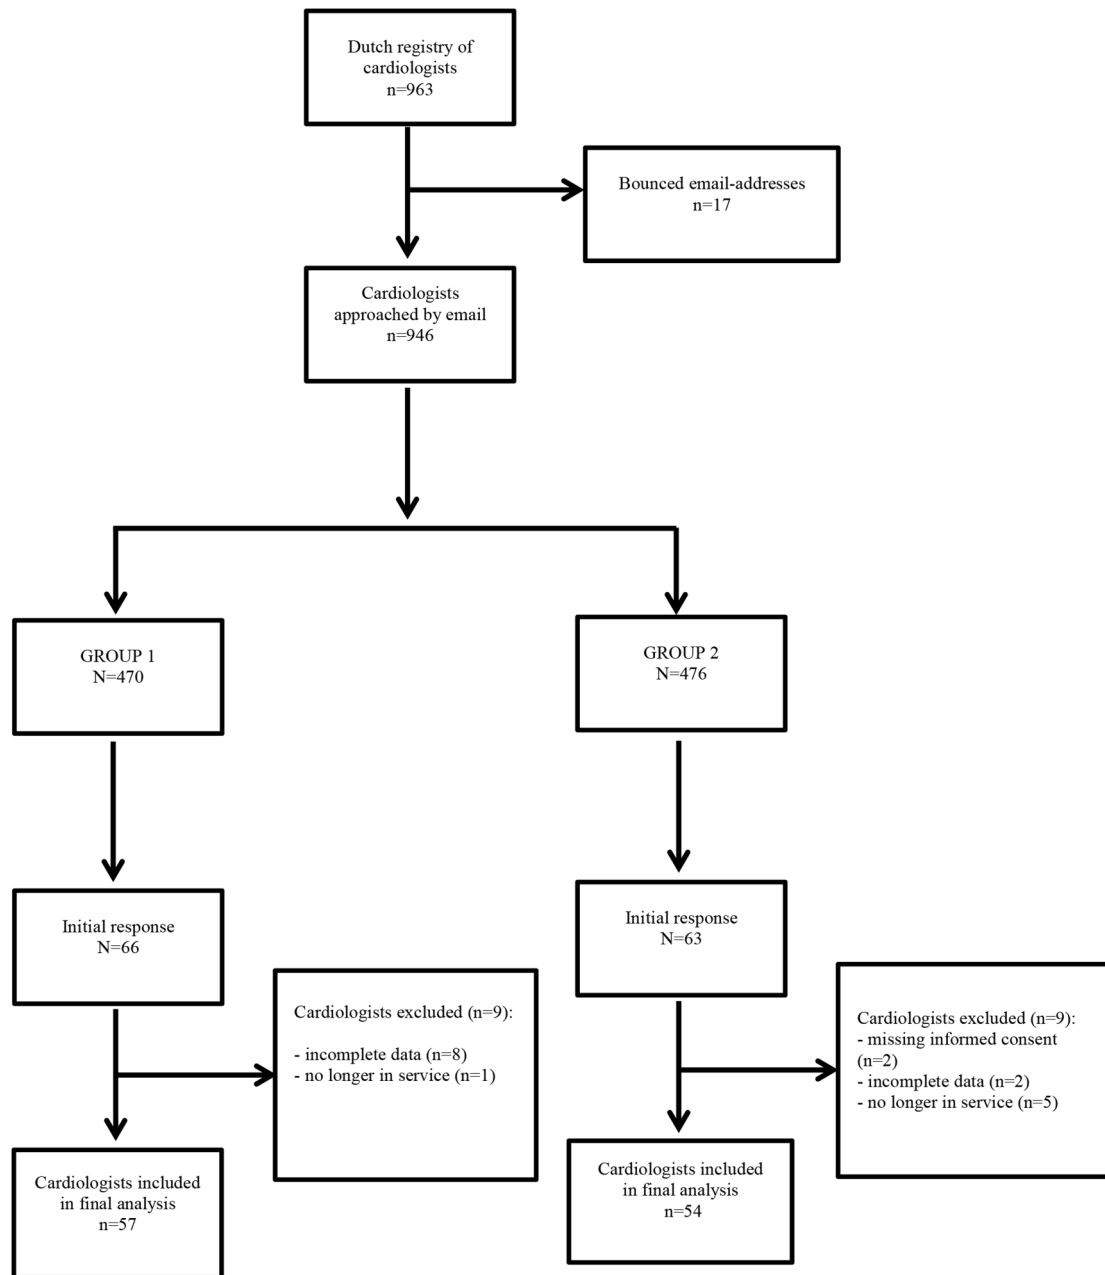 Dutch registry of
cardiologists
n=963
Bounced email-addresses
n=17
Cardiologists
approached by email
n=946
GROUP 1
N=470
GROUP 2
N=476
Initial response
N=66
Initial response
N=63
Cardiologists excluded (n=9):
- incomplete data (n=8)
- no longer in service (n=1)
Cardiologists excluded (n=9):
- missing informed consent
(n=2)
- incomplete data (n=2)
- no longer in service (n=5)
Cardiologists included
in final analysis
n=57
Cardiologists included
in final analysis
n=54